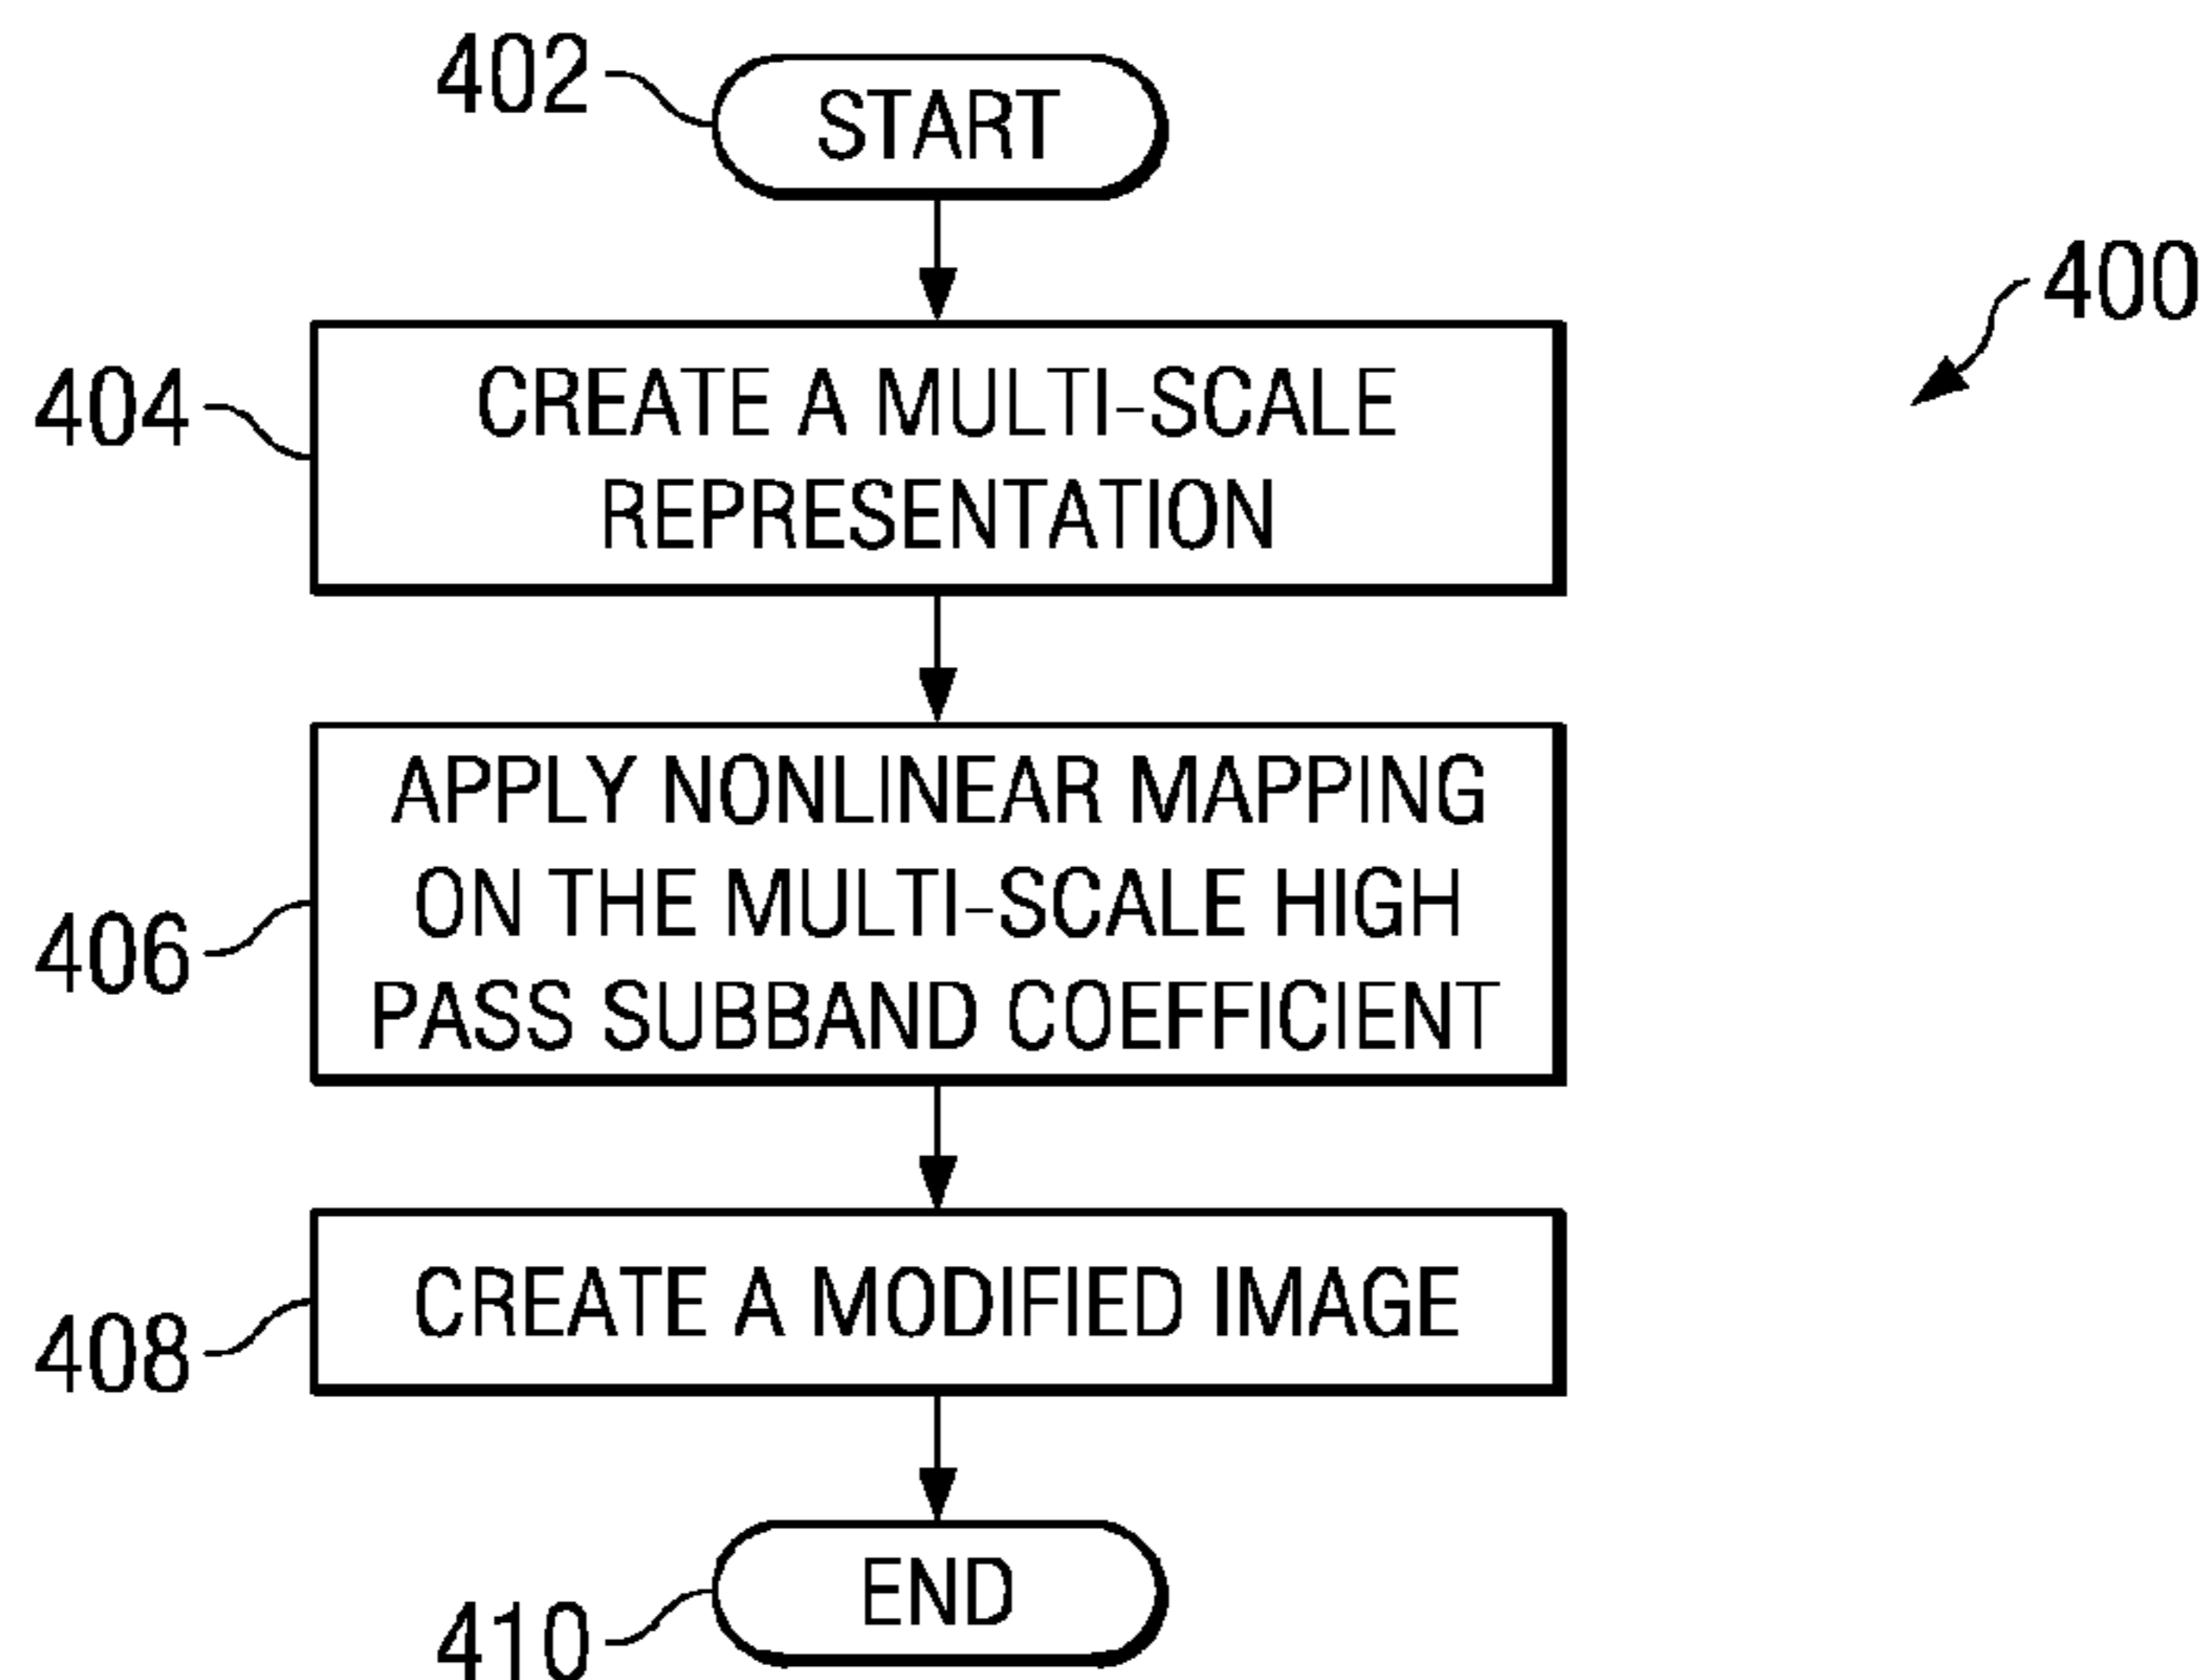 402
START
400
404
CREATE A MULTI-SCALE
REPRESENTATION
406
APPLY NONLINEAR MAPPING
ON THE MULTI-SCALE HIGH
PASS SUBBAND COEFFICIENT
408
CREATE A MODIFIED IMAGE
410
END